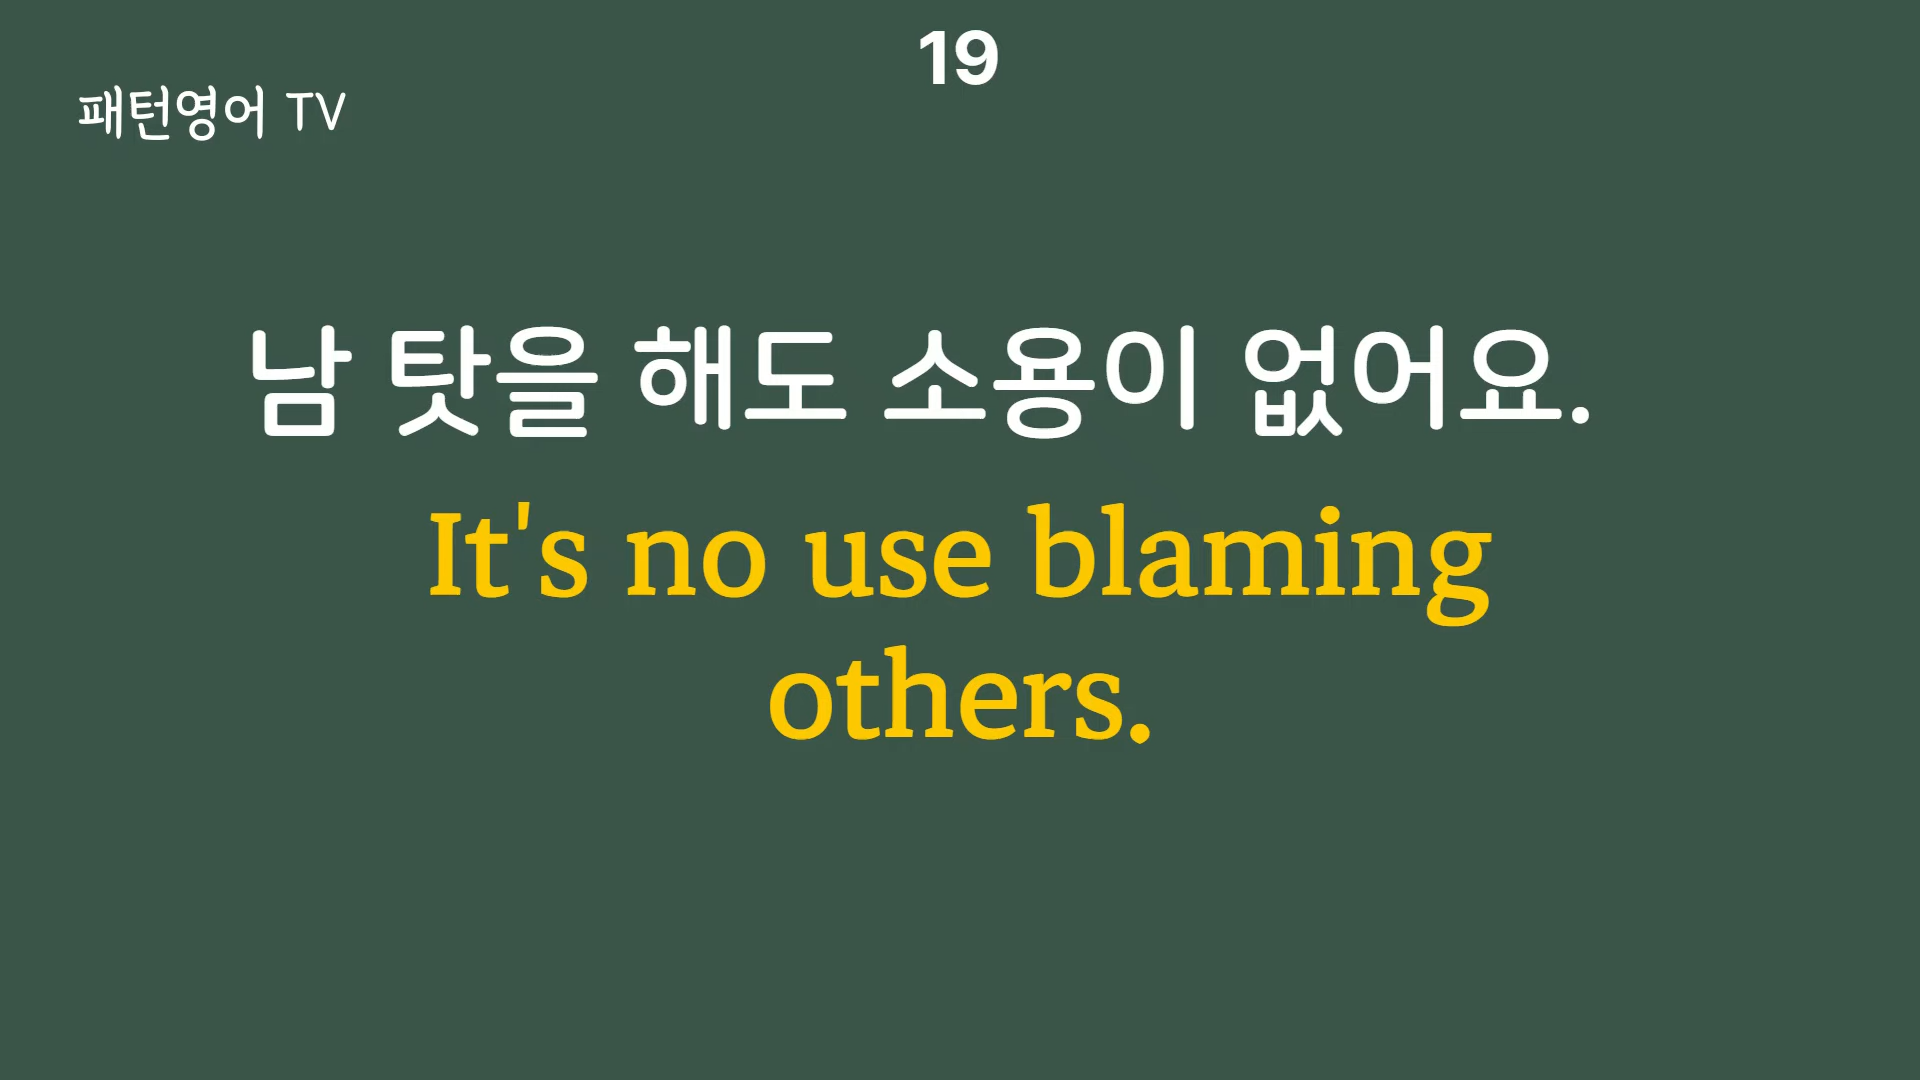 19
패턴영어 TV
남 탓을 해도 소용이 없어요.
It's no use blaming
others.